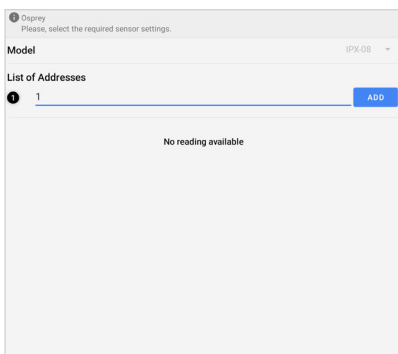 Osprey
Please, select the required sensor settings.
Model IPX-08
List of Addresses
1 1 ADD
No reading available